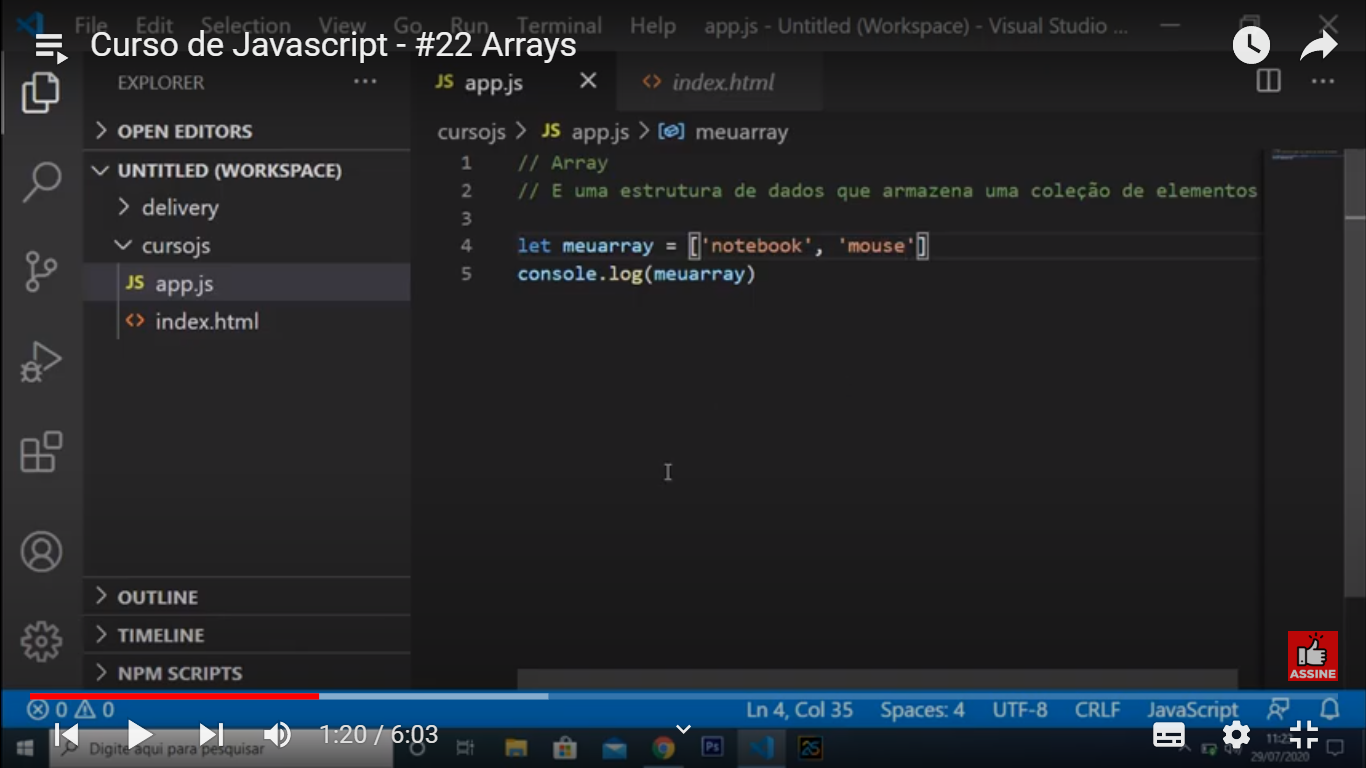 File Edit Selection View Go Run Terminal Help app.js - Untitled (Workspace) - Visual Studio ...
Curso de Javascript - #22 Arrays
EXPLORER
JS app.js
<> index.html
OPEN EDITORS
cursojs > JS app.js > meuarray
UNTITLED (WORKSPACE)
delivery
cursojs
JS app.js
<> index.html
1 // Array
2 // E uma estrutura de dados que armazena uma coleção de elementos
3
4 let meuarray = ['notebook', 'mouse']
5 console.log(meuarray)
OUTLINE
TIMELINE
NPM SCRIPTS
ASSINE
0 0 Ln 4, Col 35 Spaces: 4 UTF-8 CRLF JavaScript
1:20 / 6:03
Digite aqui para pesquisar
Ps
29/07/2020